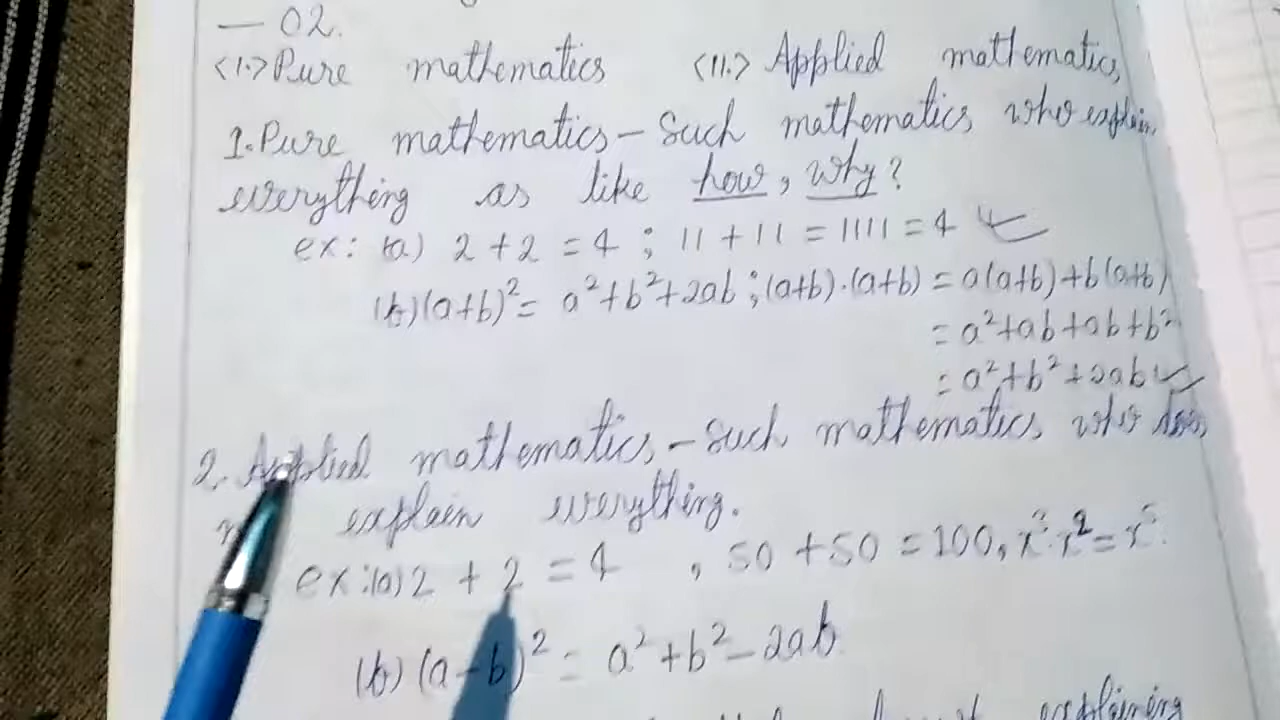 — 02.
<1.> Pure mathematics <11.> Applied mathematics
1. Pure mathematics – Such mathematics who explain
everything as like how, why?
ex: (a) 2 + 2 = 4 ; 11 + 11 = 1111 = 4
(b) (a+b)² = a²+b²+2ab ; (a+b).(a+b) = a(a+b)+b(a+b)
= a²+ab+ab+b²
= a²+b²+2ab
2. Applied mathematics – Such mathematics who does
explain everything.
ex: (a) 2 + 2 = 4 , 50 + 50 = 100, x³.x² = x⁵.
(b) (a-b)² = a²+b²-2ab
explaining